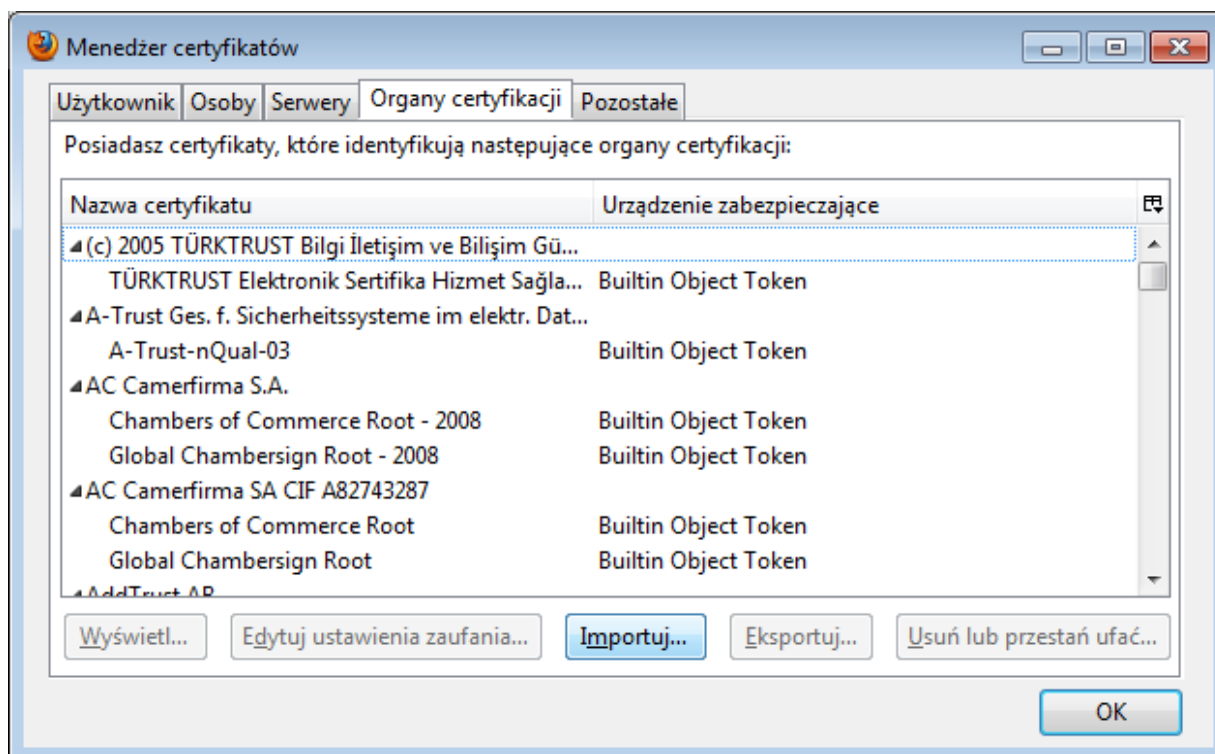 Menedżer certyfikatów
Użytkownik Osoby Serwery Organy certyfikacji Pozostałe
Posiadasz certyfikaty, które identyfikują następujące organy certyfikacji:
Nazwa certyfikatu Urządzenie zabezpieczające
(c) 2005 TÜRKTRUST Bilgi İletişim ve Bilişim Gü...
TÜRKTRUST Elektronik Sertifika Hizmet Sağla... Builtin Object Token
A-Trust Ges. f. Sicherheitssysteme im elektr. Dat...
A-Trust-nQual-03 Builtin Object Token
AC Camerfirma S.A.
Chambers of Commerce Root - 2008 Builtin Object Token
Global Chambersign Root - 2008 Builtin Object Token
AC Camerfirma SA CIF A82743287
Chambers of Commerce Root Builtin Object Token
Global Chambersign Root Builtin Object Token
AddTrust AB
Wyświetl... Edytuj ustawienia zaufania... Importuj... Eksportuj... Usuń lub przestań ufać...
OK